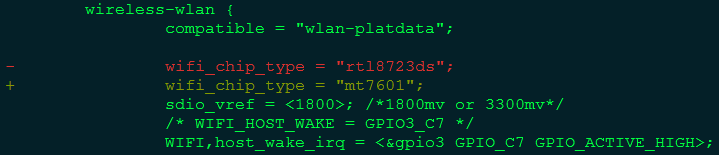 wireless-wlan {
compatible = "wlan-platdata";
- wifi_chip_type = "rtl8723ds";
+ wifi_chip_type = "mt7601";
sdio_vref = <1800>; /*1800mv or 3300mv*/
/* WIFI_HOST_WAKE = GPIO3_C7 */
WIFI,host_wake_irq = <&gpio3 GPIO_C7 GPIO_ACTIVE_HIGH>;